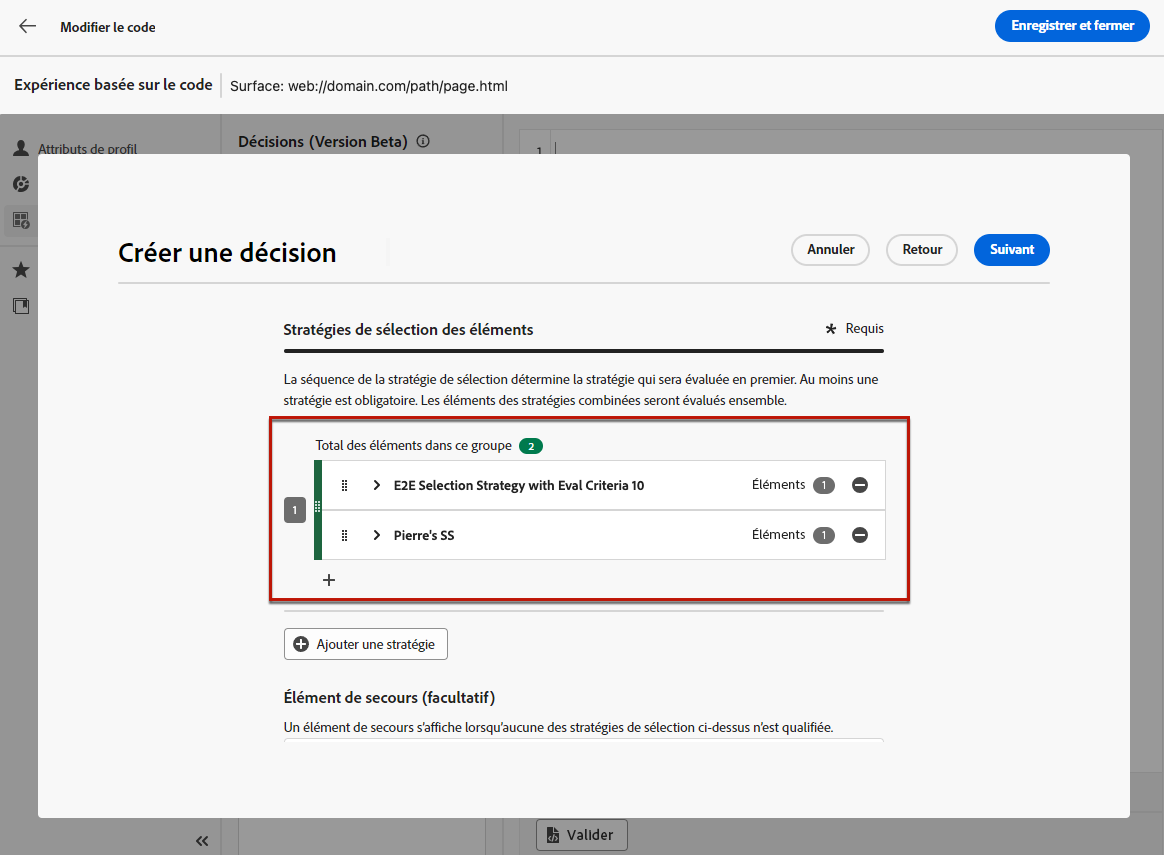 Modifier le code
Enregistrer et fermer
Expérience basée sur le code
Surface: web://domain.com/path/page.html
Attributs de profil
Décisions (Version Beta)
1
Créer une décision
Annuler
Retour
Suivant
Stratégies de sélection des éléments
* Requis
La séquence de la stratégie de sélection détermine la stratégie qui sera évaluée en premier. Au moins une
stratégie est obligatoire. Les éléments des stratégies combinées seront évalués ensemble.
Total des éléments dans ce groupe 2
1
E2E Selection Strategy with Eval Criteria 10
Éléments 1
Pierre's SS
Éléments 1
Ajouter une stratégie
Élément de secours (facultatif)
Un élément de secours s’affiche lorsqu’aucune des stratégies de sélection ci-dessus n’est qualifiée.
Valider